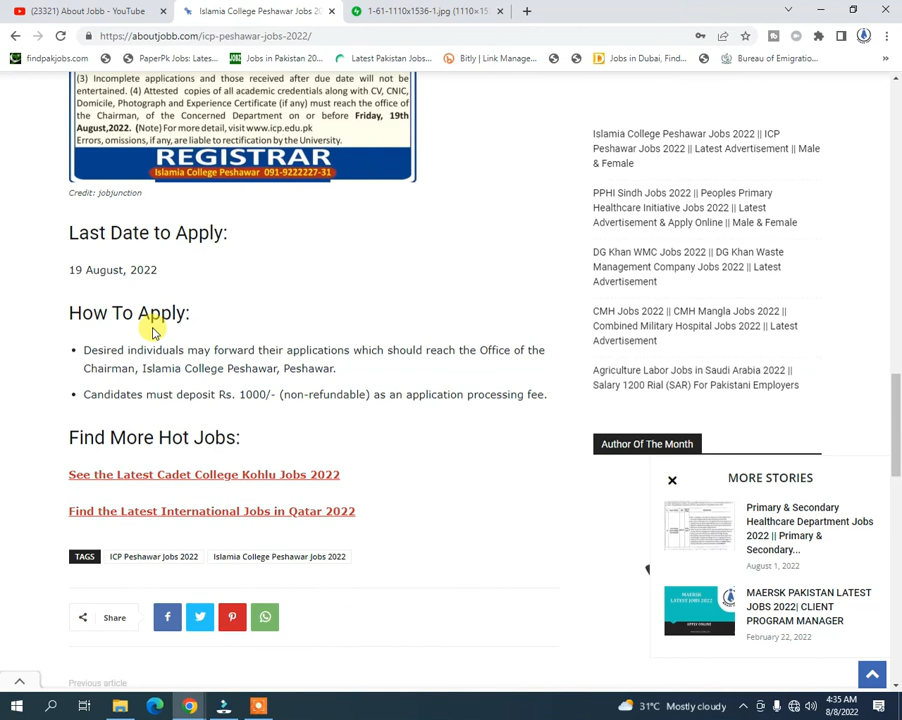 (23321) About Jobb - YouTube
Islamia College Peshawar Jobs 20
1-61-1110x1536-1.jpg (1110×15
https://aboutjobb.com/icp-peshawar-jobs-2022/
findpakjobs.com
PaperPk Jobs: Lates...
Jobs in Pakistan 20...
Latest Pakistan Jobs...
Bitly | Link Manage...
Jobs in Dubai, Find...
Bureau of Emigratio...
»
(3) Incomplete applications and those received after due date will not be
entertained. (4) Attested copies of all academic credentials along with CV, CNIC,
Domicile, Photograph and Experience Certificate (if any) must reach the office of
the Chairman, of the Concerned Department on or before Friday, 19th
August,2022. (Note) For more detail, visit www.icp.edu.pk
Errors, omissions, if any, are liable to rectification by the University.
REGISTRAR
Islamia College Peshawar 091-9222227-31
Credit: jobjunction
Last Date to Apply:
19 August, 2022
How To Apply:
• Desired individuals may forward their applications which should reach the Office of the
Chairman, Islamia College Peshawar, Peshawar.
• Candidates must deposit Rs. 1000/- (non-refundable) as an application processing fee.
Find More Hot Jobs:
See the Latest Cadet College Kohlu Jobs 2022
Find the Latest International Jobs in Qatar 2022
TAGS ICP Peshawar Jobs 2022 Islamia College Peshawar Jobs 2022
Share
Previous article
Islamia College Peshawar Jobs 2022 || ICP
Peshawar Jobs 2022 || Latest Advertisement || Male
& Female
PPHI Sindh Jobs 2022 || Peoples Primary
Healthcare Initiative Jobs 2022 || Latest
Advertisement & Apply Online || Male & Female
DG Khan WMC Jobs 2022 || DG Khan Waste
Management Company Jobs 2022 || Latest
Advertisement
CMH Jobs 2022 || CMH Mangla Jobs 2022 ||
Combined Military Hospital Jobs 2022 || Latest
Advertisement
Agriculture Labor Jobs in Saudi Arabia 2022 ||
Salary 1200 Rial (SAR) For Pakistani Employers
Author Of The Month
MORE STORIES
Primary & Secondary
Healthcare Department Jobs
2022 || Primary &
Secondary...
August 1, 2022
MAERSK PAKISTAN LATEST
JOBS 2022| CLIENT
PROGRAM MANAGER
February 22, 2022
MAERSK
LATEST JOBS 2022
31°C Mostly cloudy
4:35 AM
8/8/2022